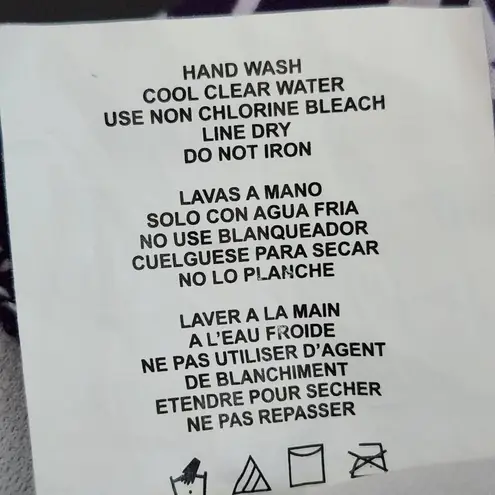 HAND WASH
COOL CLEAR WATER
USE NON CHLORINE BLEACH
LINE DRY
DO NOT IRON
LAVAS A MANO
SOLO CON AGUA FRIA
NO USE BLANQUEADOR
CUELGUESE PARA SECAR
NO LO PLANCHE
LAVER A LA MAIN
A L'EAU FROIDE
NE PAS UTILISER D'AGENT
DE BLANCHIMENT
ETENDRE POUR SECHER
NE PAS REPASSER